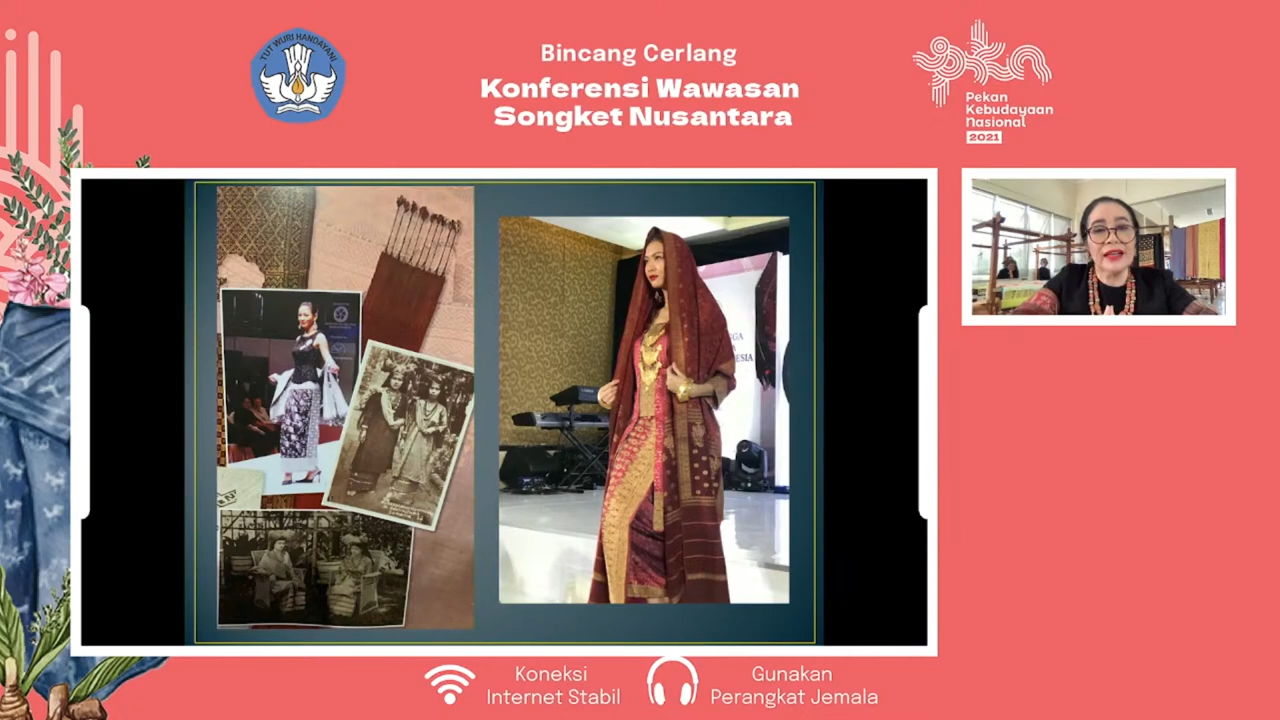 TUT WURI HANDAYANI
Bincang Cerlang
Konferensi Wawasan
Songket Nusantara
pkn
Pekan
Kebudayaan
Nasional
2021
Koneksi
Internet Stabil
Gunakan
Perangkat Jemala